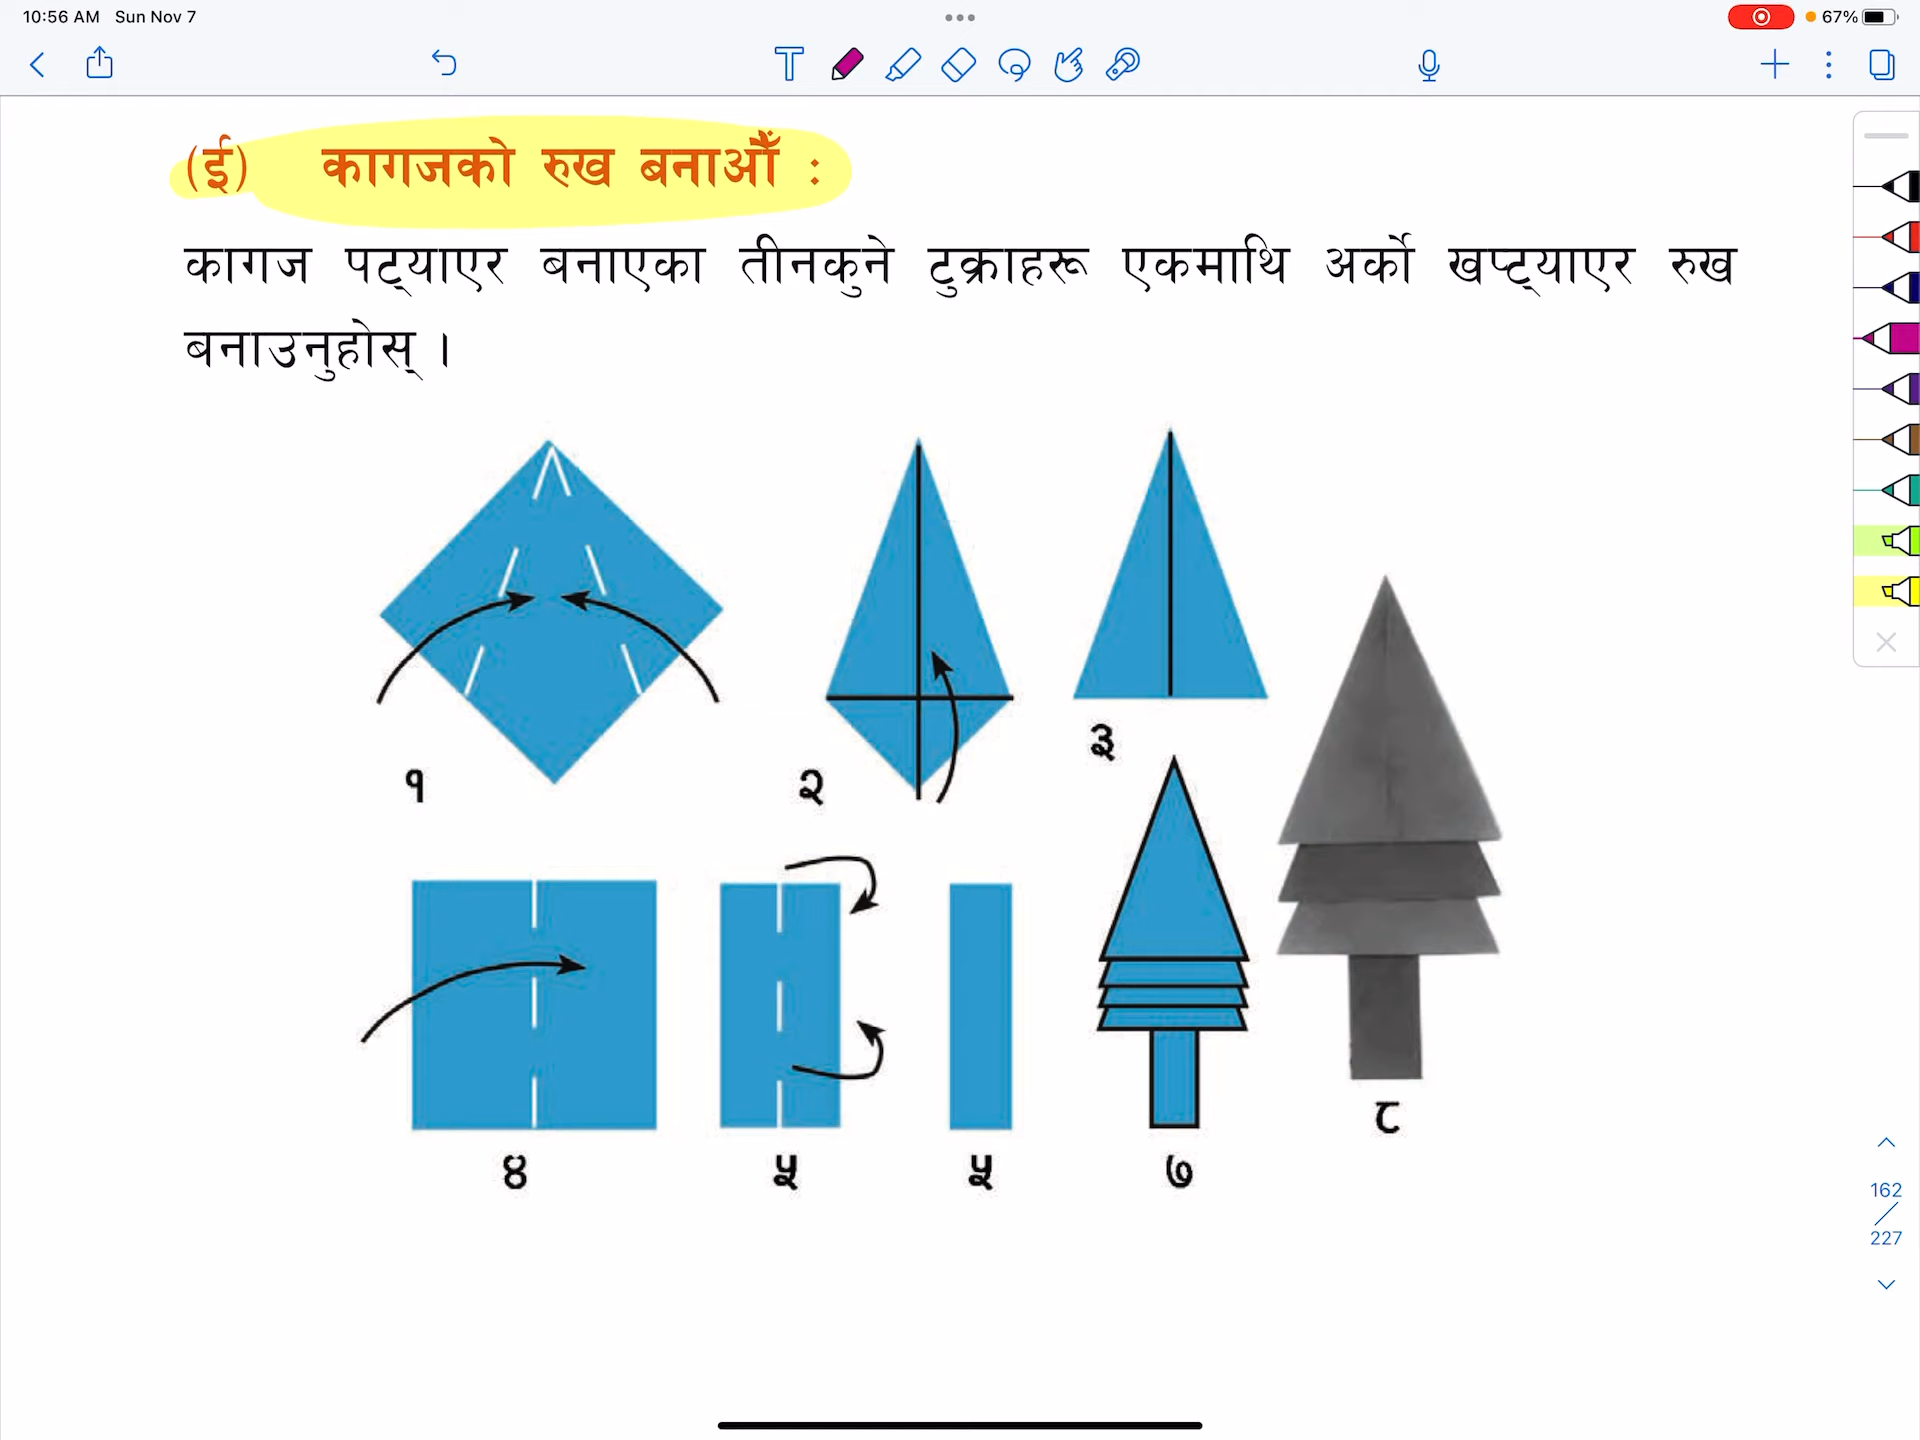 10:56 AM Sun Nov 7
67%
(ई) कागजको रुख बनाऔँ :
कागज पट्याएर बनाएका तीनकुने टुक्राहरू एकमाथि अर्को खप्ट्याएर रुख
बनाउनुहोस् ।
१
२
३
४
५
५
७
८
162
227